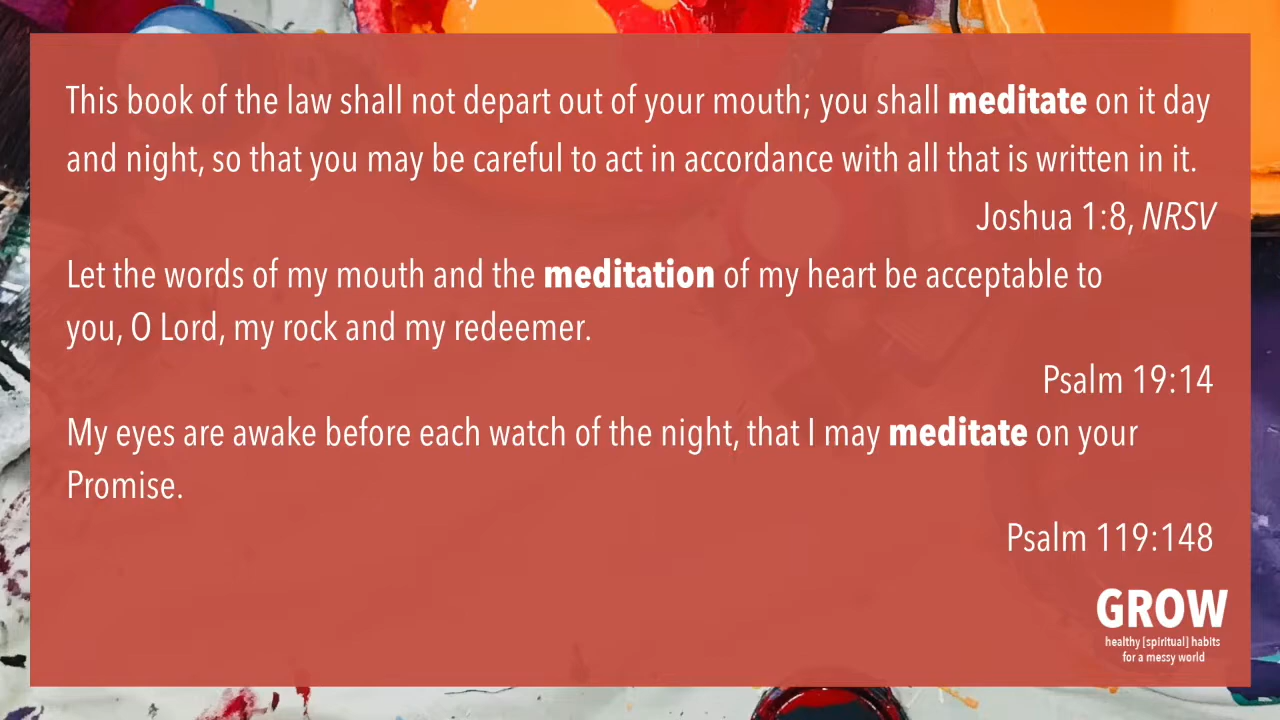 This book of the law shall not depart out of your mouth; you shall meditate on it day
and night, so that you may be careful to act in accordance with all that is written in it.
Joshua 1:8, NRSV
Let the words of my mouth and the meditation of my heart be acceptable to
you, O Lord, my rock and my redeemer.
Psalm 19:14
My eyes are awake before each watch of the night, that I may meditate on your
Promise.
Psalm 119:148
GROW
healthy [spiritual] habits
for a messy world